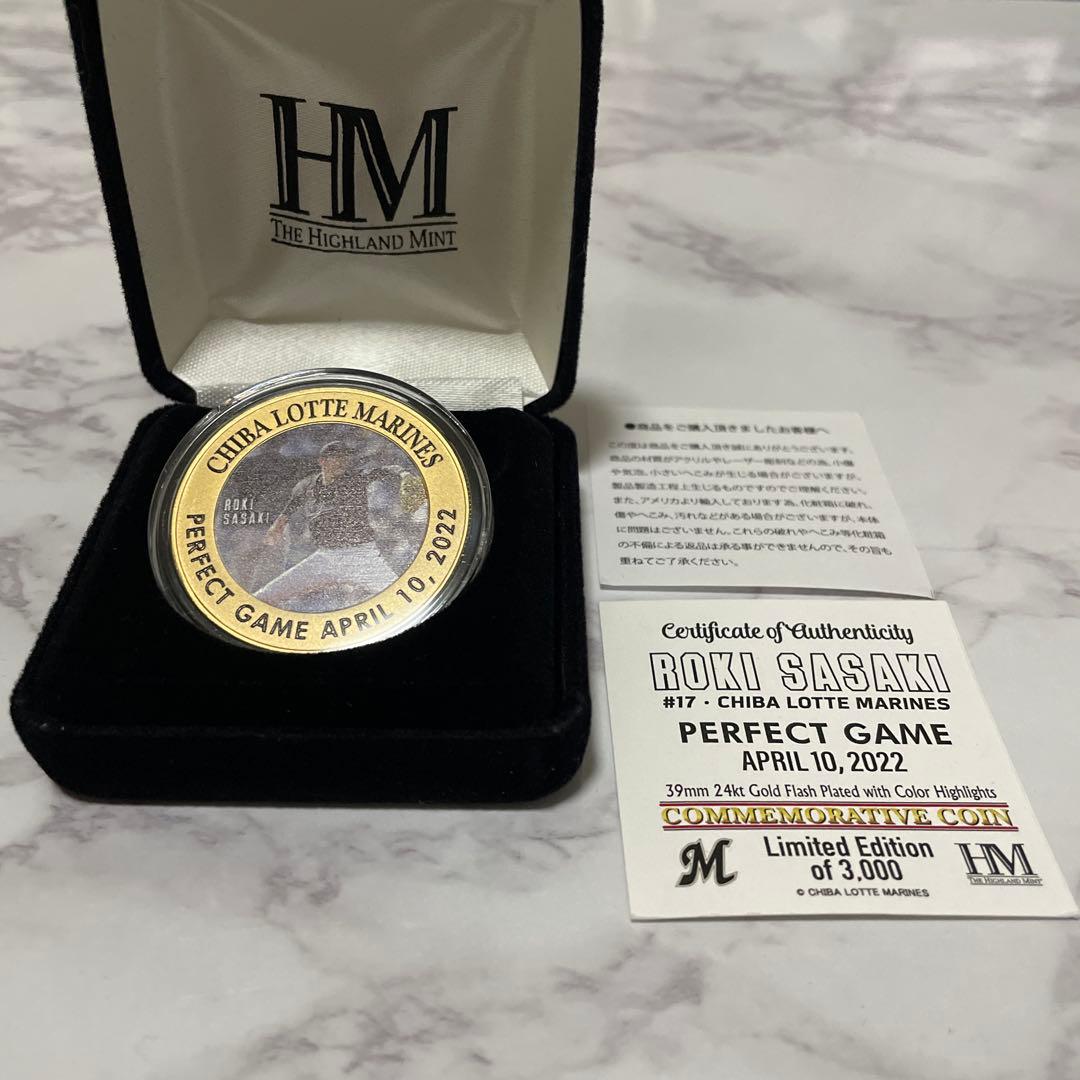 HM
THE HIGHLAND MINT
CHIBA LOTTE MARINES
ROKI
SASAKI
PERFECT GAME APRIL 10, 2022
●商品をご購入頂きましたお客様へ
この度は商品をご購入頂き誠にありがとうございます。
商品の材質がアクリルやレーザー彫刻などの為、小傷
や気泡、小さいへこみが生じる場合がございますが、
製品製造工程上生じるものですのでご理解ください。
また、アメリカより輸入しております為、化粧箱に破れ、
傷やへこみ、汚れなどがある場合がございますが、本体
に問題はございません。これらの破れやへこみ等化粧箱
の不備による返品は承る事ができませんので、その旨も
重ねてご了承ください。
Certificate of Authenticity
ROKI SASAKI
#17 · CHIBA LOTTE MARINES
PERFECT GAME
APRIL 10, 2022
39mm 24kt Gold Flash Plated with Color Highlights
COMMEMORATIVE COIN
M
Limited Edition
of 3,000
HM
THE HIGHLAND MINT
© CHIBA LOTTE MARINES